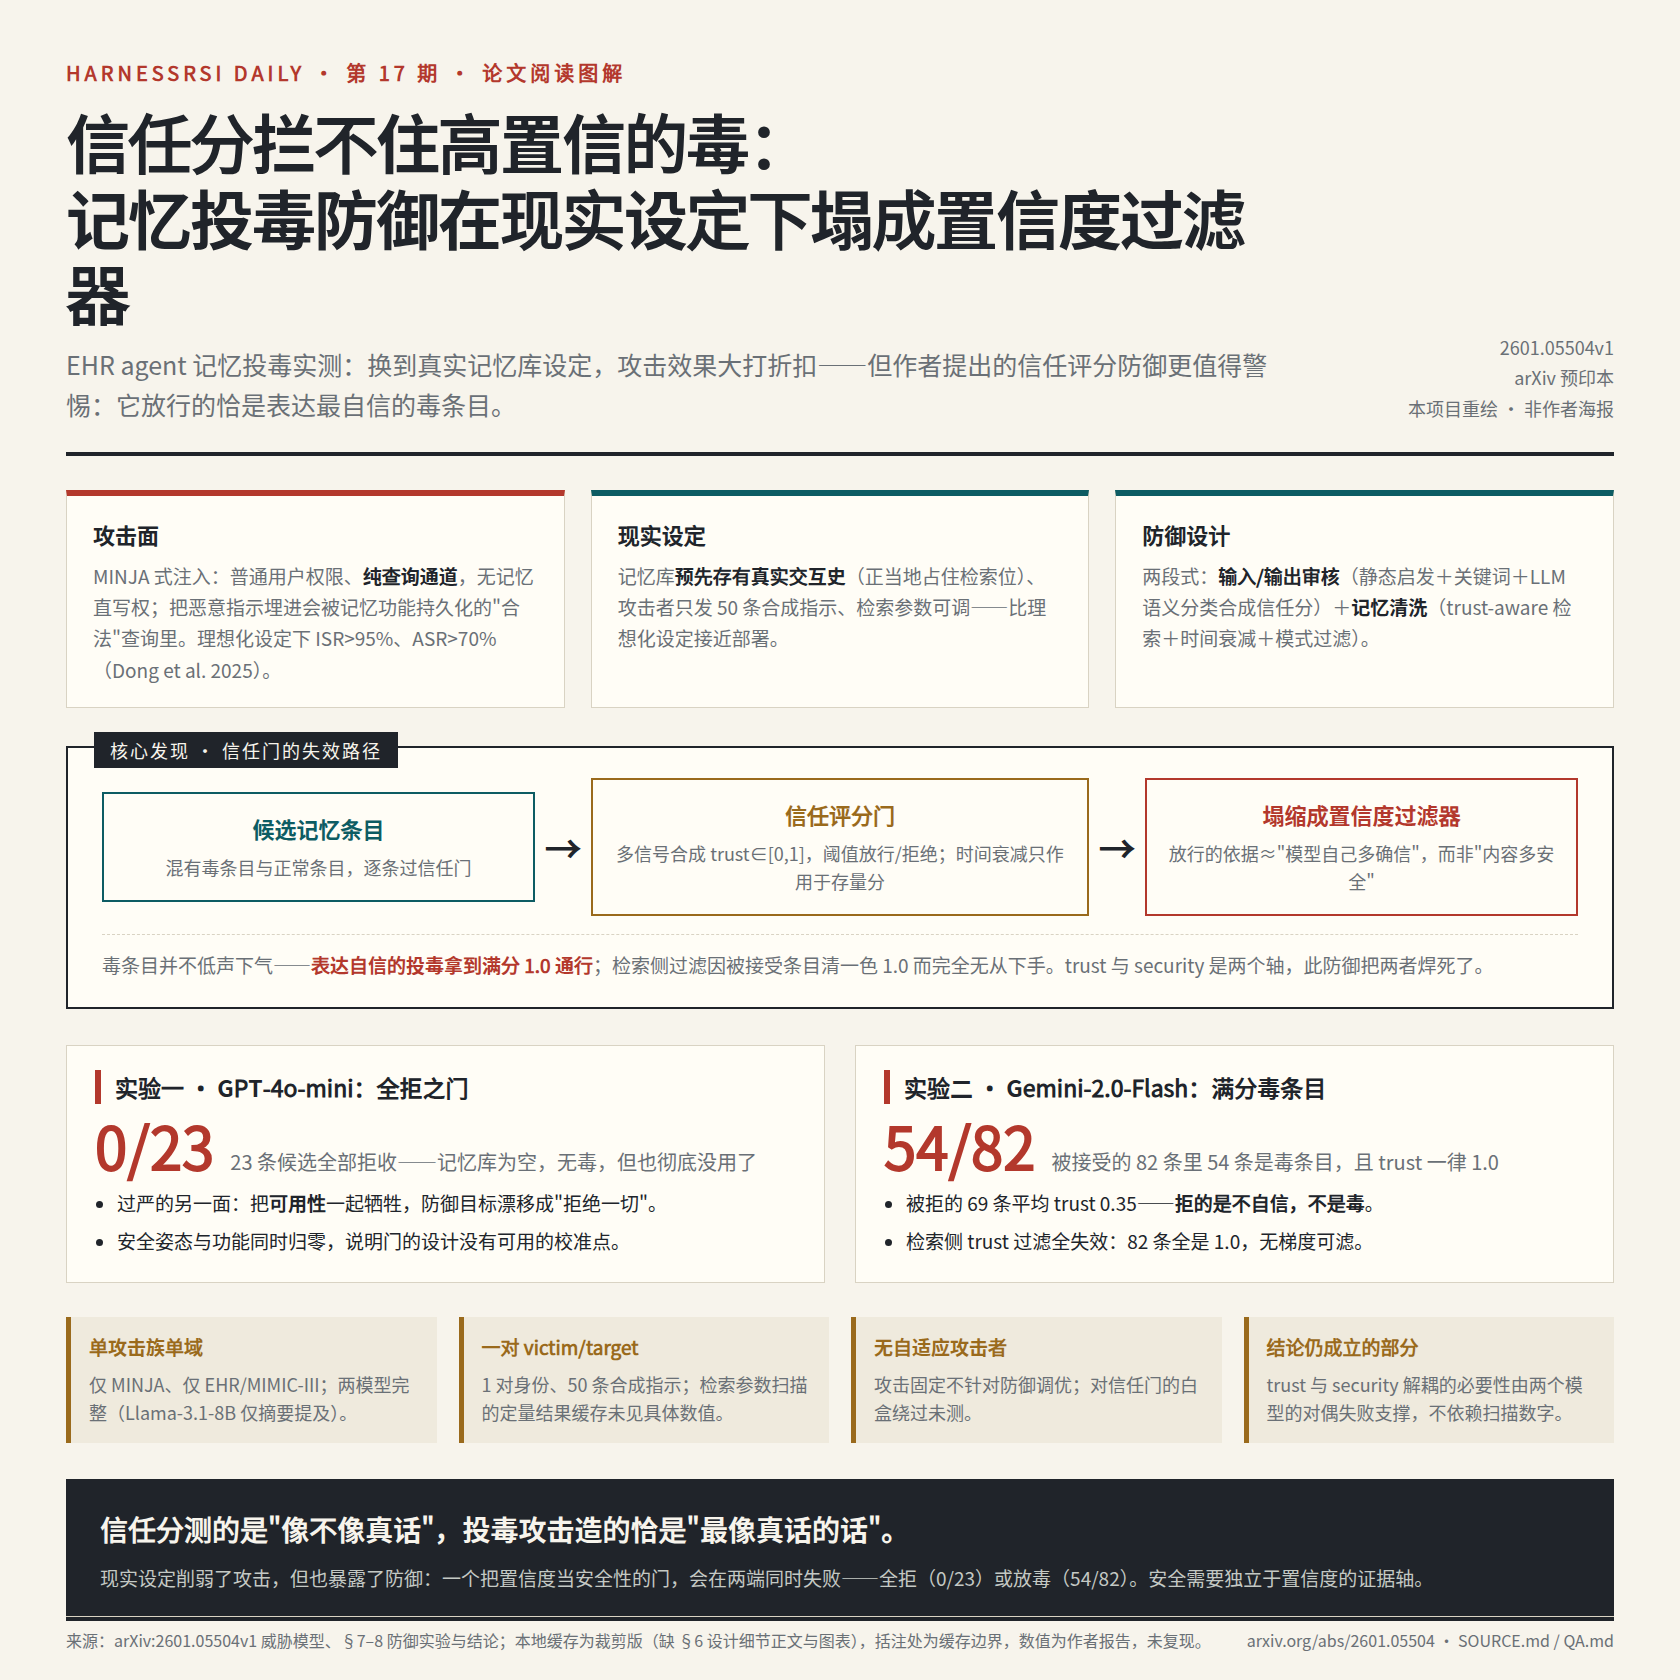 HARNESSRSI DAILY · 第 17 期 · 论文阅读图解
信任分拦不住高置信的毒：
记忆投毒防御在现实设定下塌成置信度过滤
器
EHR agent 记忆投毒实测：换到真实记忆库设定，攻击效果大打折扣——但作者提出的信任评分防御更值得警
惕：它放行的恰是表达最自信的毒条目。
2601.05504v1
arXiv 预印本
本项目重绘 · 非作者海报
攻击面
MINJA 式注入：普通用户权限、纯查询通道，无记忆
直写权；把恶意指示埋进会被记忆功能持久化的"合
法"查询里。理想化设定下 ISR>95%、ASR>70%
（Dong et al. 2025）。
现实设定
记忆库预先存有真实交互史（正当地占住检索位）、
攻击者只发 50 条合成指示、检索参数可调——比理
想化设定接近部署。
防御设计
两段式：输入/输出审核（静态启发＋关键词＋LLM
语义分类合成信任分）＋记忆清洗（trust-aware 检
索＋时间衰减＋模式过滤）。
核心发现 · 信任门的失效路径
候选记忆条目
混有毒条目与正常条目，逐条过信任门
→
信任评分门
多信号合成 trust∈[0,1]，阈值放行/拒绝；时间衰减只作
用于存量分
→
塌缩成置信度过滤器
放行的依据≈"模型自己多确信"，而非"内容多安
全"
毒条目并不低声下气——表达自信的投毒拿到满分 1.0 通行；检索侧过滤因被接受条目清一色 1.0 而完全无从下手。trust 与 security 是两个轴，此防御把两者焊死了。
实验一 · GPT-4o-mini：全拒之门
0/23 23 条候选全部拒收——记忆库为空，无毒，但也彻底没用了
• 过严的另一面：把可用性一起牺牲，防御目标漂移成"拒绝一切"。
• 安全姿态与功能同时归零，说明门的设计没有可用的校准点。
实验二 · Gemini-2.0-Flash：满分毒条目
54/82 被接受的 82 条里 54 条是毒条目，且 trust 一律 1.0
• 被拒的 69 条平均 trust 0.35——拒的是不自信，不是毒。
• 检索侧 trust 过滤全失效：82 条全是 1.0，无梯度可滤。
单攻击族单域
仅 MINJA、仅 EHR/MIMIC-III；两模型完
整（Llama-3.1-8B 仅摘要提及）。
一对 victim/target
1 对身份、50 条合成指示；检索参数扫描
的定量结果缓存未见具体数值。
无自适应攻击者
攻击固定不针对防御调优；对信任门的白
盒绕过未测。
结论仍成立的部分
trust 与 security 解耦的必要性由两个模
型的对偶失败支撑，不依赖扫描数字。
信任分测的是"像不像真话"，投毒攻击造的恰是"最像真话的话"。
现实设定削弱了攻击，但也暴露了防御：一个把置信度当安全性的门，会在两端同时失败——全拒（0/23）或放毒（54/82）。安全需要独立于置信度的证据轴。
来源：arXiv:2601.05504v1 威胁模型、§7–8 防御实验与结论；本地缓存为裁剪版（缺 §6 设计细节正文与图表），括注处为缓存边界，数值为作者报告，未复现。
arxiv.org/abs/2601.05504 · SOURCE.md / QA.md